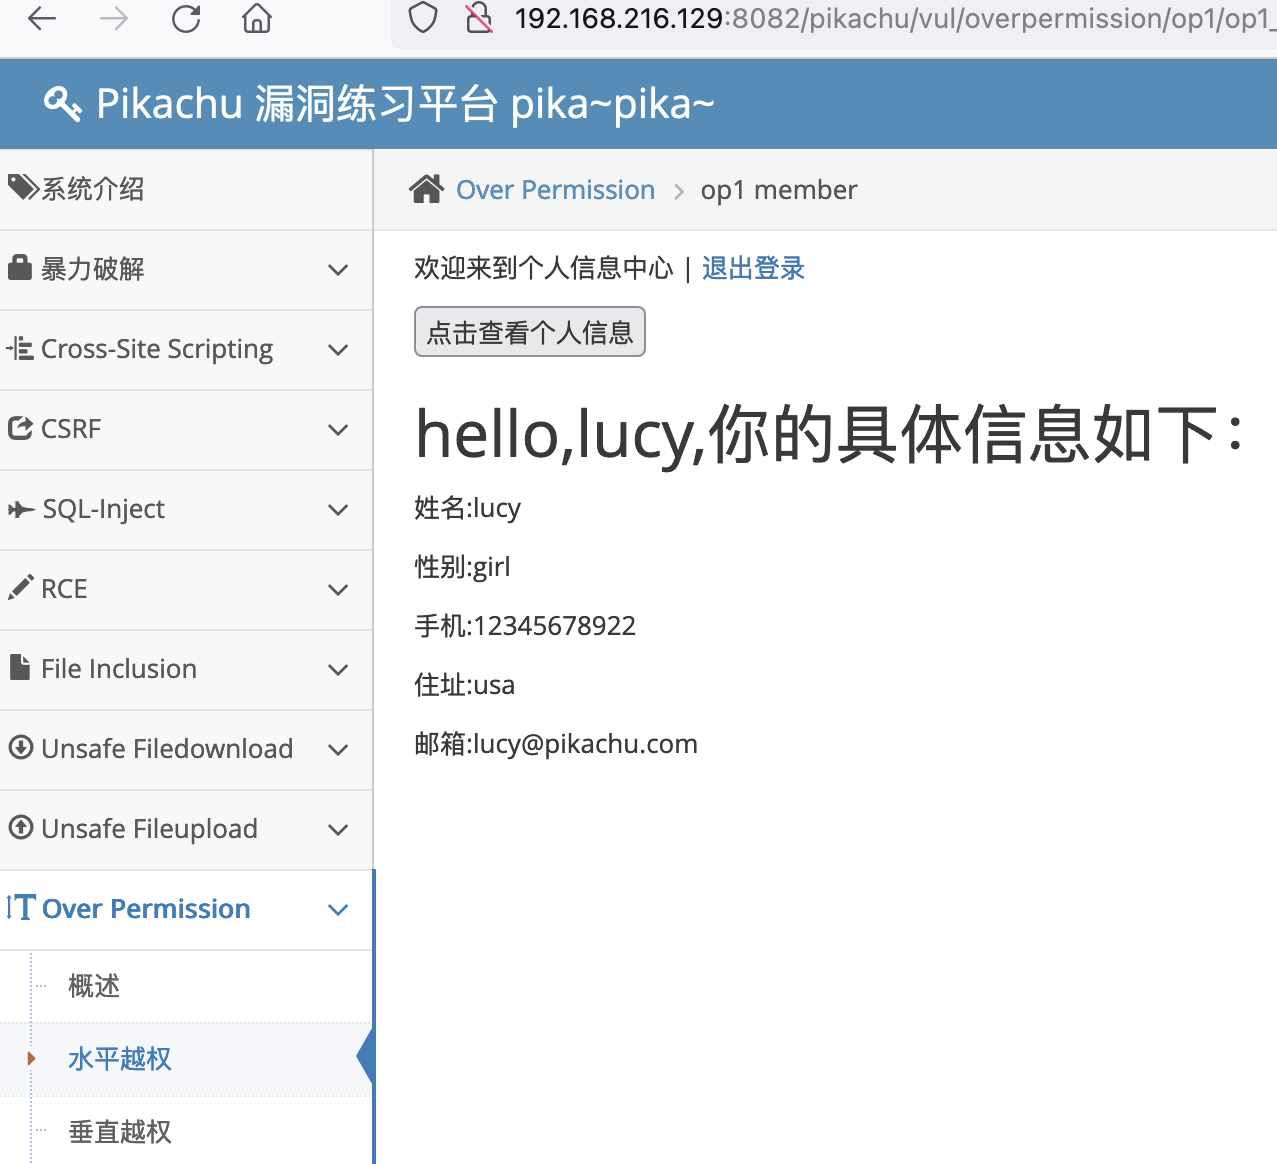 192.168.216.129:8082/pikachu/vul/overpermission/op1/op1_
Pikachu 漏洞练习平台 pika~pika~
系统介绍
暴力破解
Cross-Site Scripting
CSRF
SQL-Inject
RCE
File Inclusion
Unsafe Filedownload
Unsafe Fileupload
Over Permission
概述
水平越权
垂直越权
Over Permission > op1 member
欢迎来到个人信息中心 | 退出登录
点击查看个人信息
hello,lucy,你的具体信息如下：
姓名:lucy
性别:girl
手机:12345678922
住址:usa
邮箱:lucy@pikachu.com